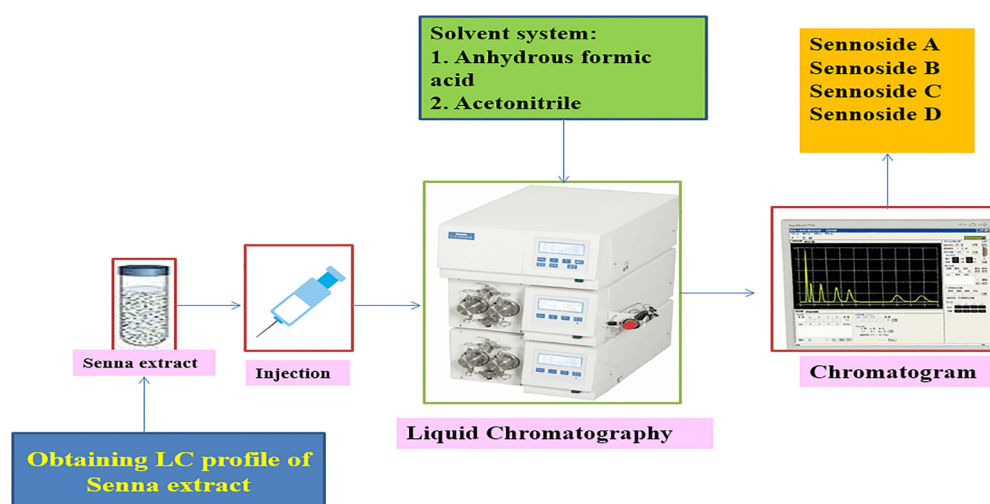 Solvent system:
1. Anhydrous formic
acid
2. Acetonitrile
Sennoside A
Sennoside B
Sennoside C
Sennoside D
Senna extract
Injection
Liquid Chromatography
Chromatogram
Obtaining LC profile of
Senna extract